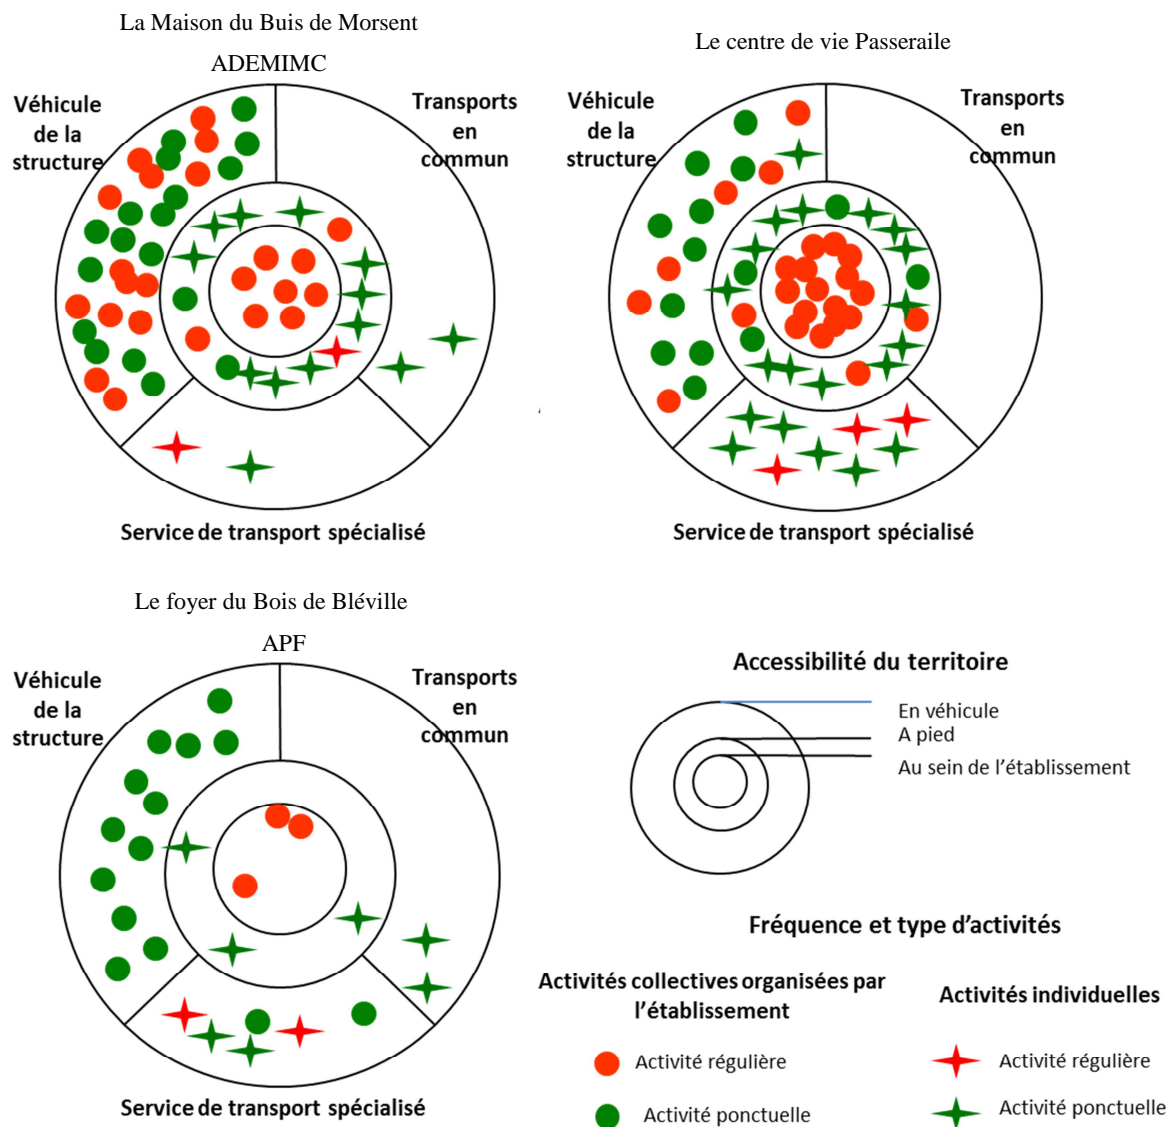 La Maison du Buis de Morsent
ADEMIMC
Véhicule
de la
structure
Transports
en
commun
Service de transport spécialisé
Le centre de vie Passeraile
Véhicule
de la
structure
Transports
en
commun
Service de transport spécialisé
Le foyer du Bois de Bléville
APF
Véhicule
de la
structure
Transports
en
commun
Service de transport spécialisé
Accessibilité du territoire
En véhicule
A pied
Au sein de l'établissement
Fréquence et type d'activités
Activités collectives organisées par
l'établissement
Activité régulière
Activité ponctuelle
Activités individuelles
Activité régulière
Activité ponctuelle